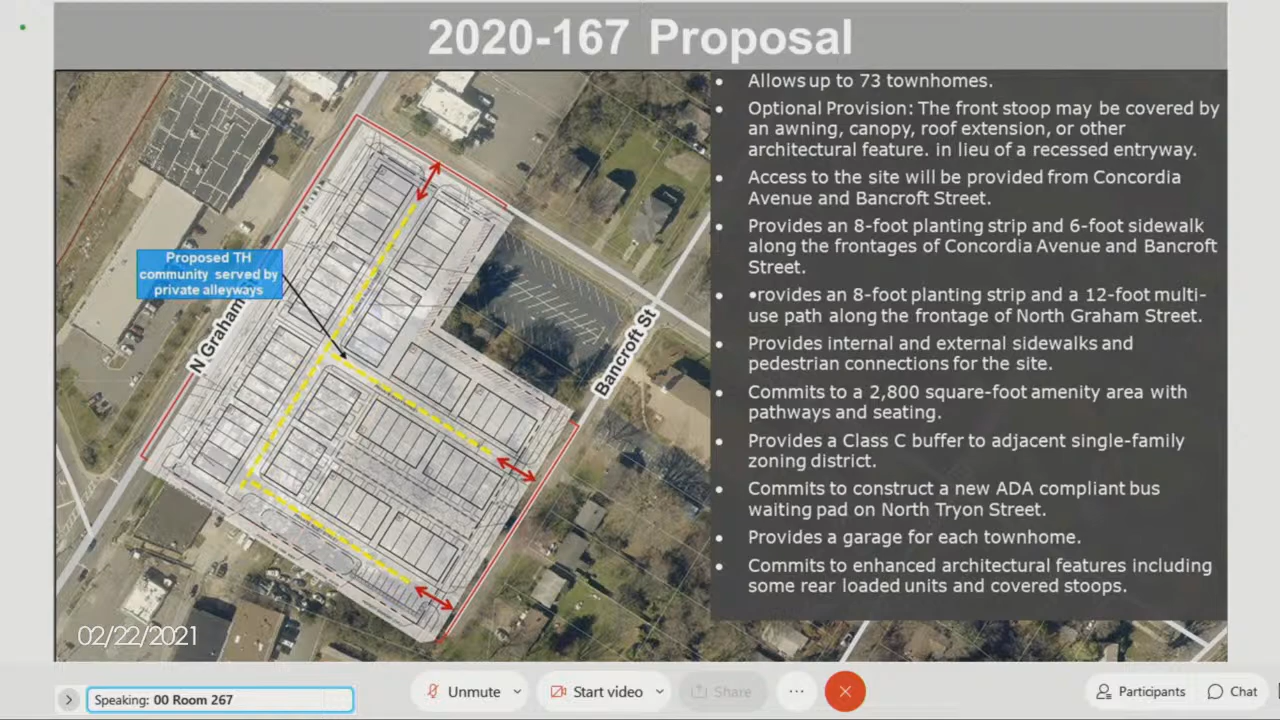 2020-167 Proposal
• Allows up to 73 townhomes.
• Optional Provision: The front stoop may be covered by
an awning, canopy, roof extension, or other
architectural feature. in lieu of a recessed entryway.
• Access to the site will be provided from Concordia
Avenue and Bancroft Street.
• Provides an 8-foot planting strip and 6-foot sidewalk
along the frontages of Concordia Avenue and Bancroft
Street.
• •rovides an 8-foot planting strip and a 12-foot multi-
use path along the frontage of North Graham Street.
• Provides internal and external sidewalks and
pedestrian connections for the site.
• Commits to a 2,800 square-foot amenity area with
pathways and seating.
• Provides a Class C buffer to adjacent single-family
zoning district.
• Commits to construct a new ADA compliant bus
waiting pad on North Tryon Street.
• Provides a garage for each townhome.
• Commits to enhanced architectural features including
some rear loaded units and covered stoops.
Proposed TH
community served by
private alleyways
N Graham
Bancroft St
02/22/2021
Speaking: 00 Room 267
Unmute
Start video
Share
Participants
Chat